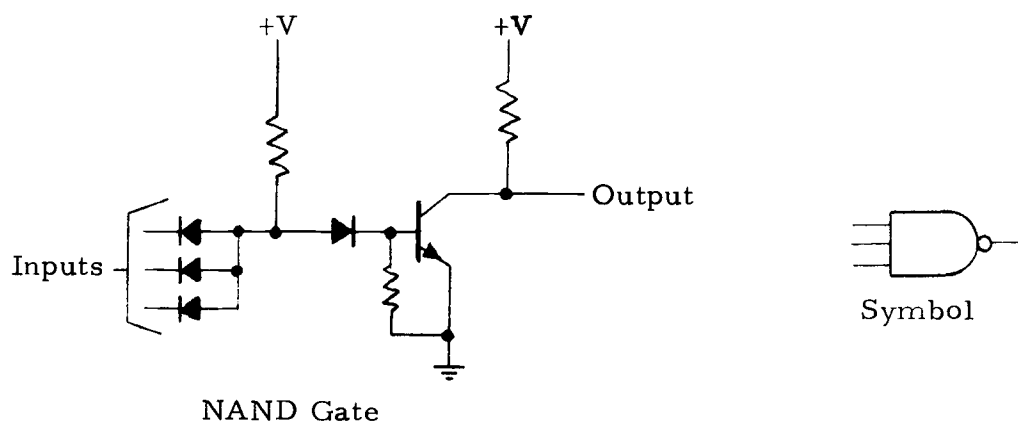 +V
+V
Output
Inputs
Symbol
NAND Gate